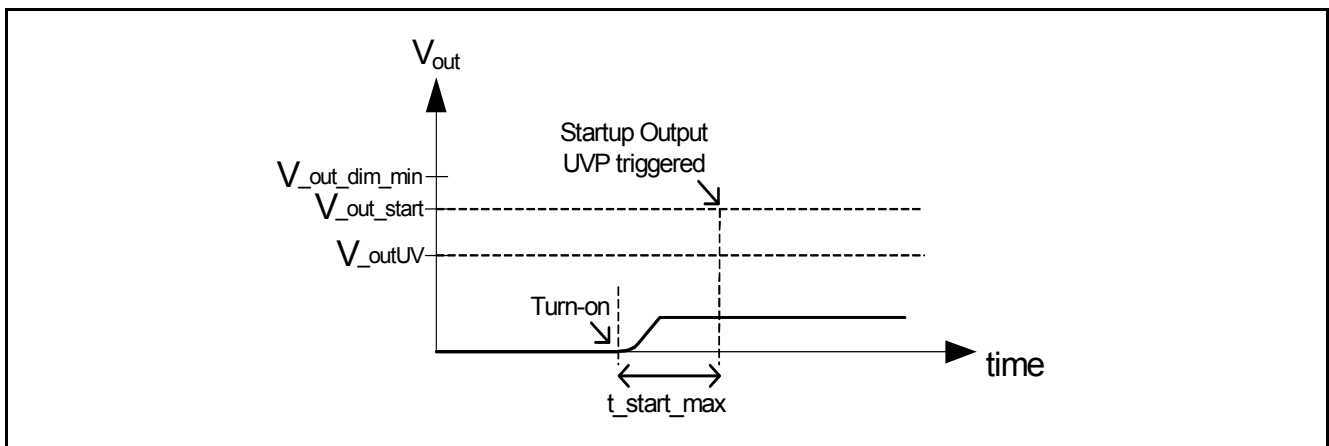 V_out
Startup Output
UVP triggered
V_out_dim_min
V_out_start
V_outUV
Turn-on
time
t_start_max